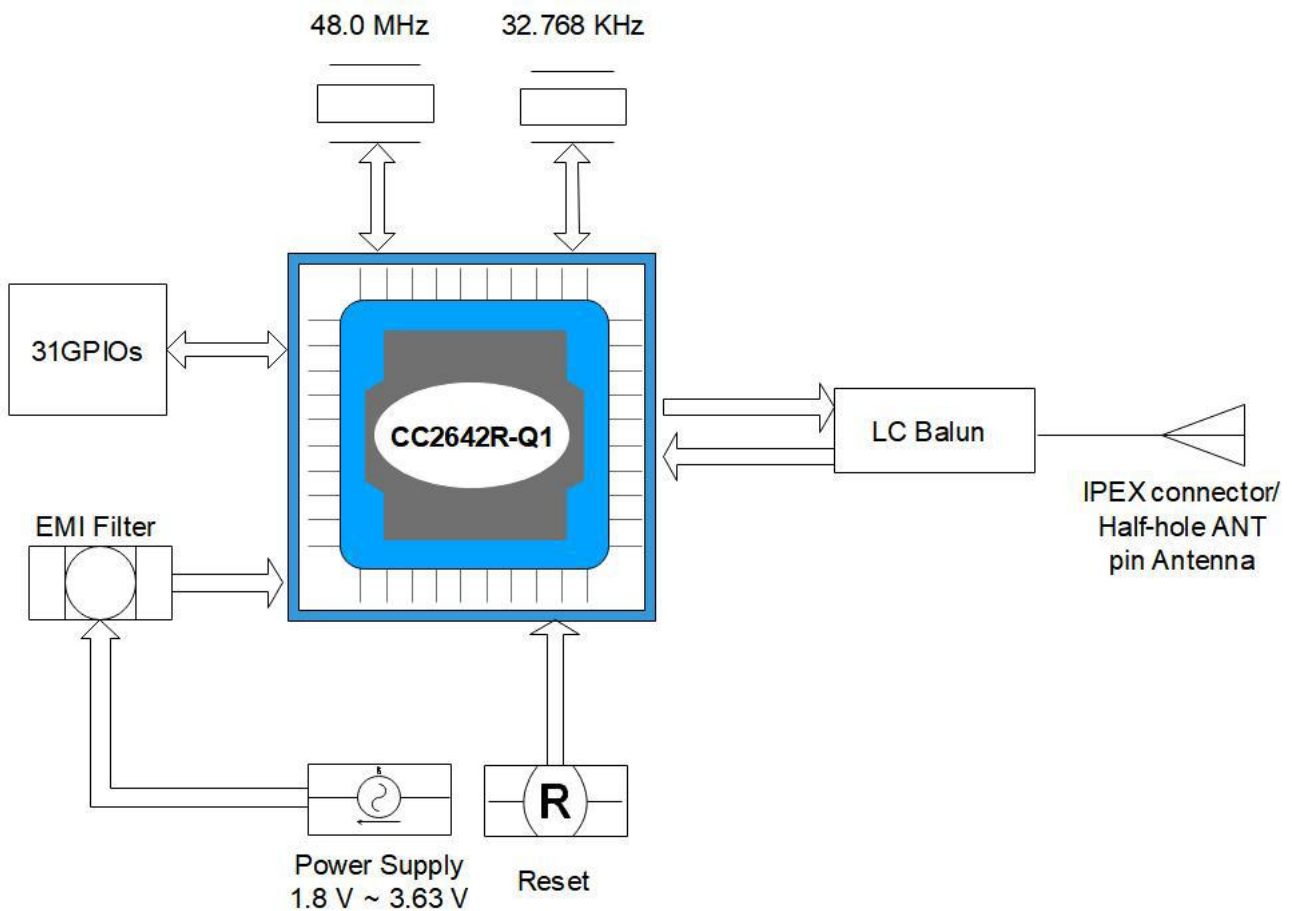 48.0 MHz
32.768 KHz
31GPIOs
CC2642R-Q1
LC Balun
IPEX connector/
Half-hole ANT
pin Antenna
EMI Filter
R
Power Supply
1.8 V ~ 3.63 V
Reset